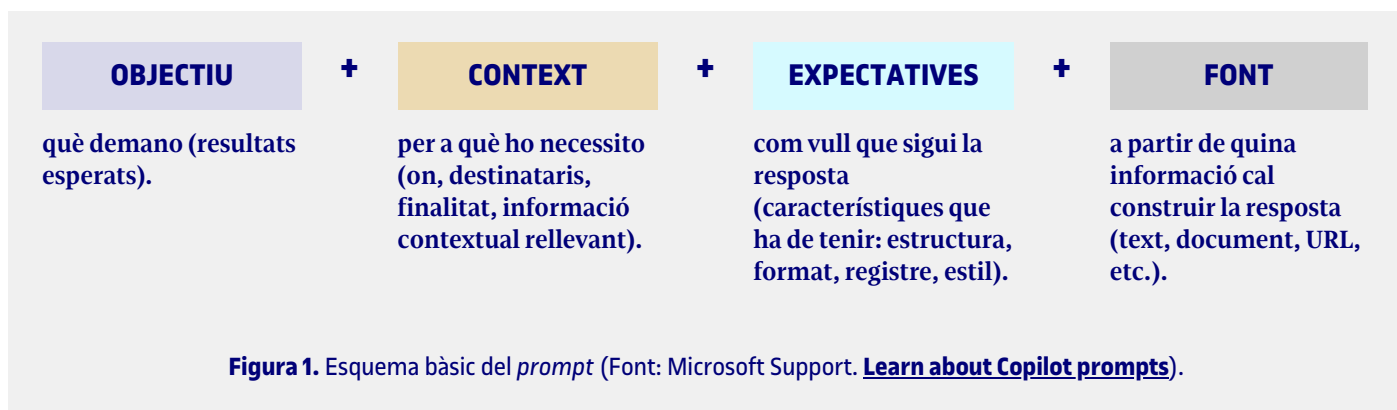 OBJECTIU + CONTEXT + EXPECTATIVES + FONT
què demano (resultats
esperats).
per a què ho necessito
(on, destinataris,
finalitat, informació
contextual rellevant).
com vull que sigui la
resposta
(característiques que
ha de tenir: estructura,
format, registre, estil).
a partir de quina
informació cal
construir la resposta
(text, document, URL,
etc.).
Figura 1. Esquema bàsic del prompt (Font: Microsoft Support. Learn about Copilot prompts).